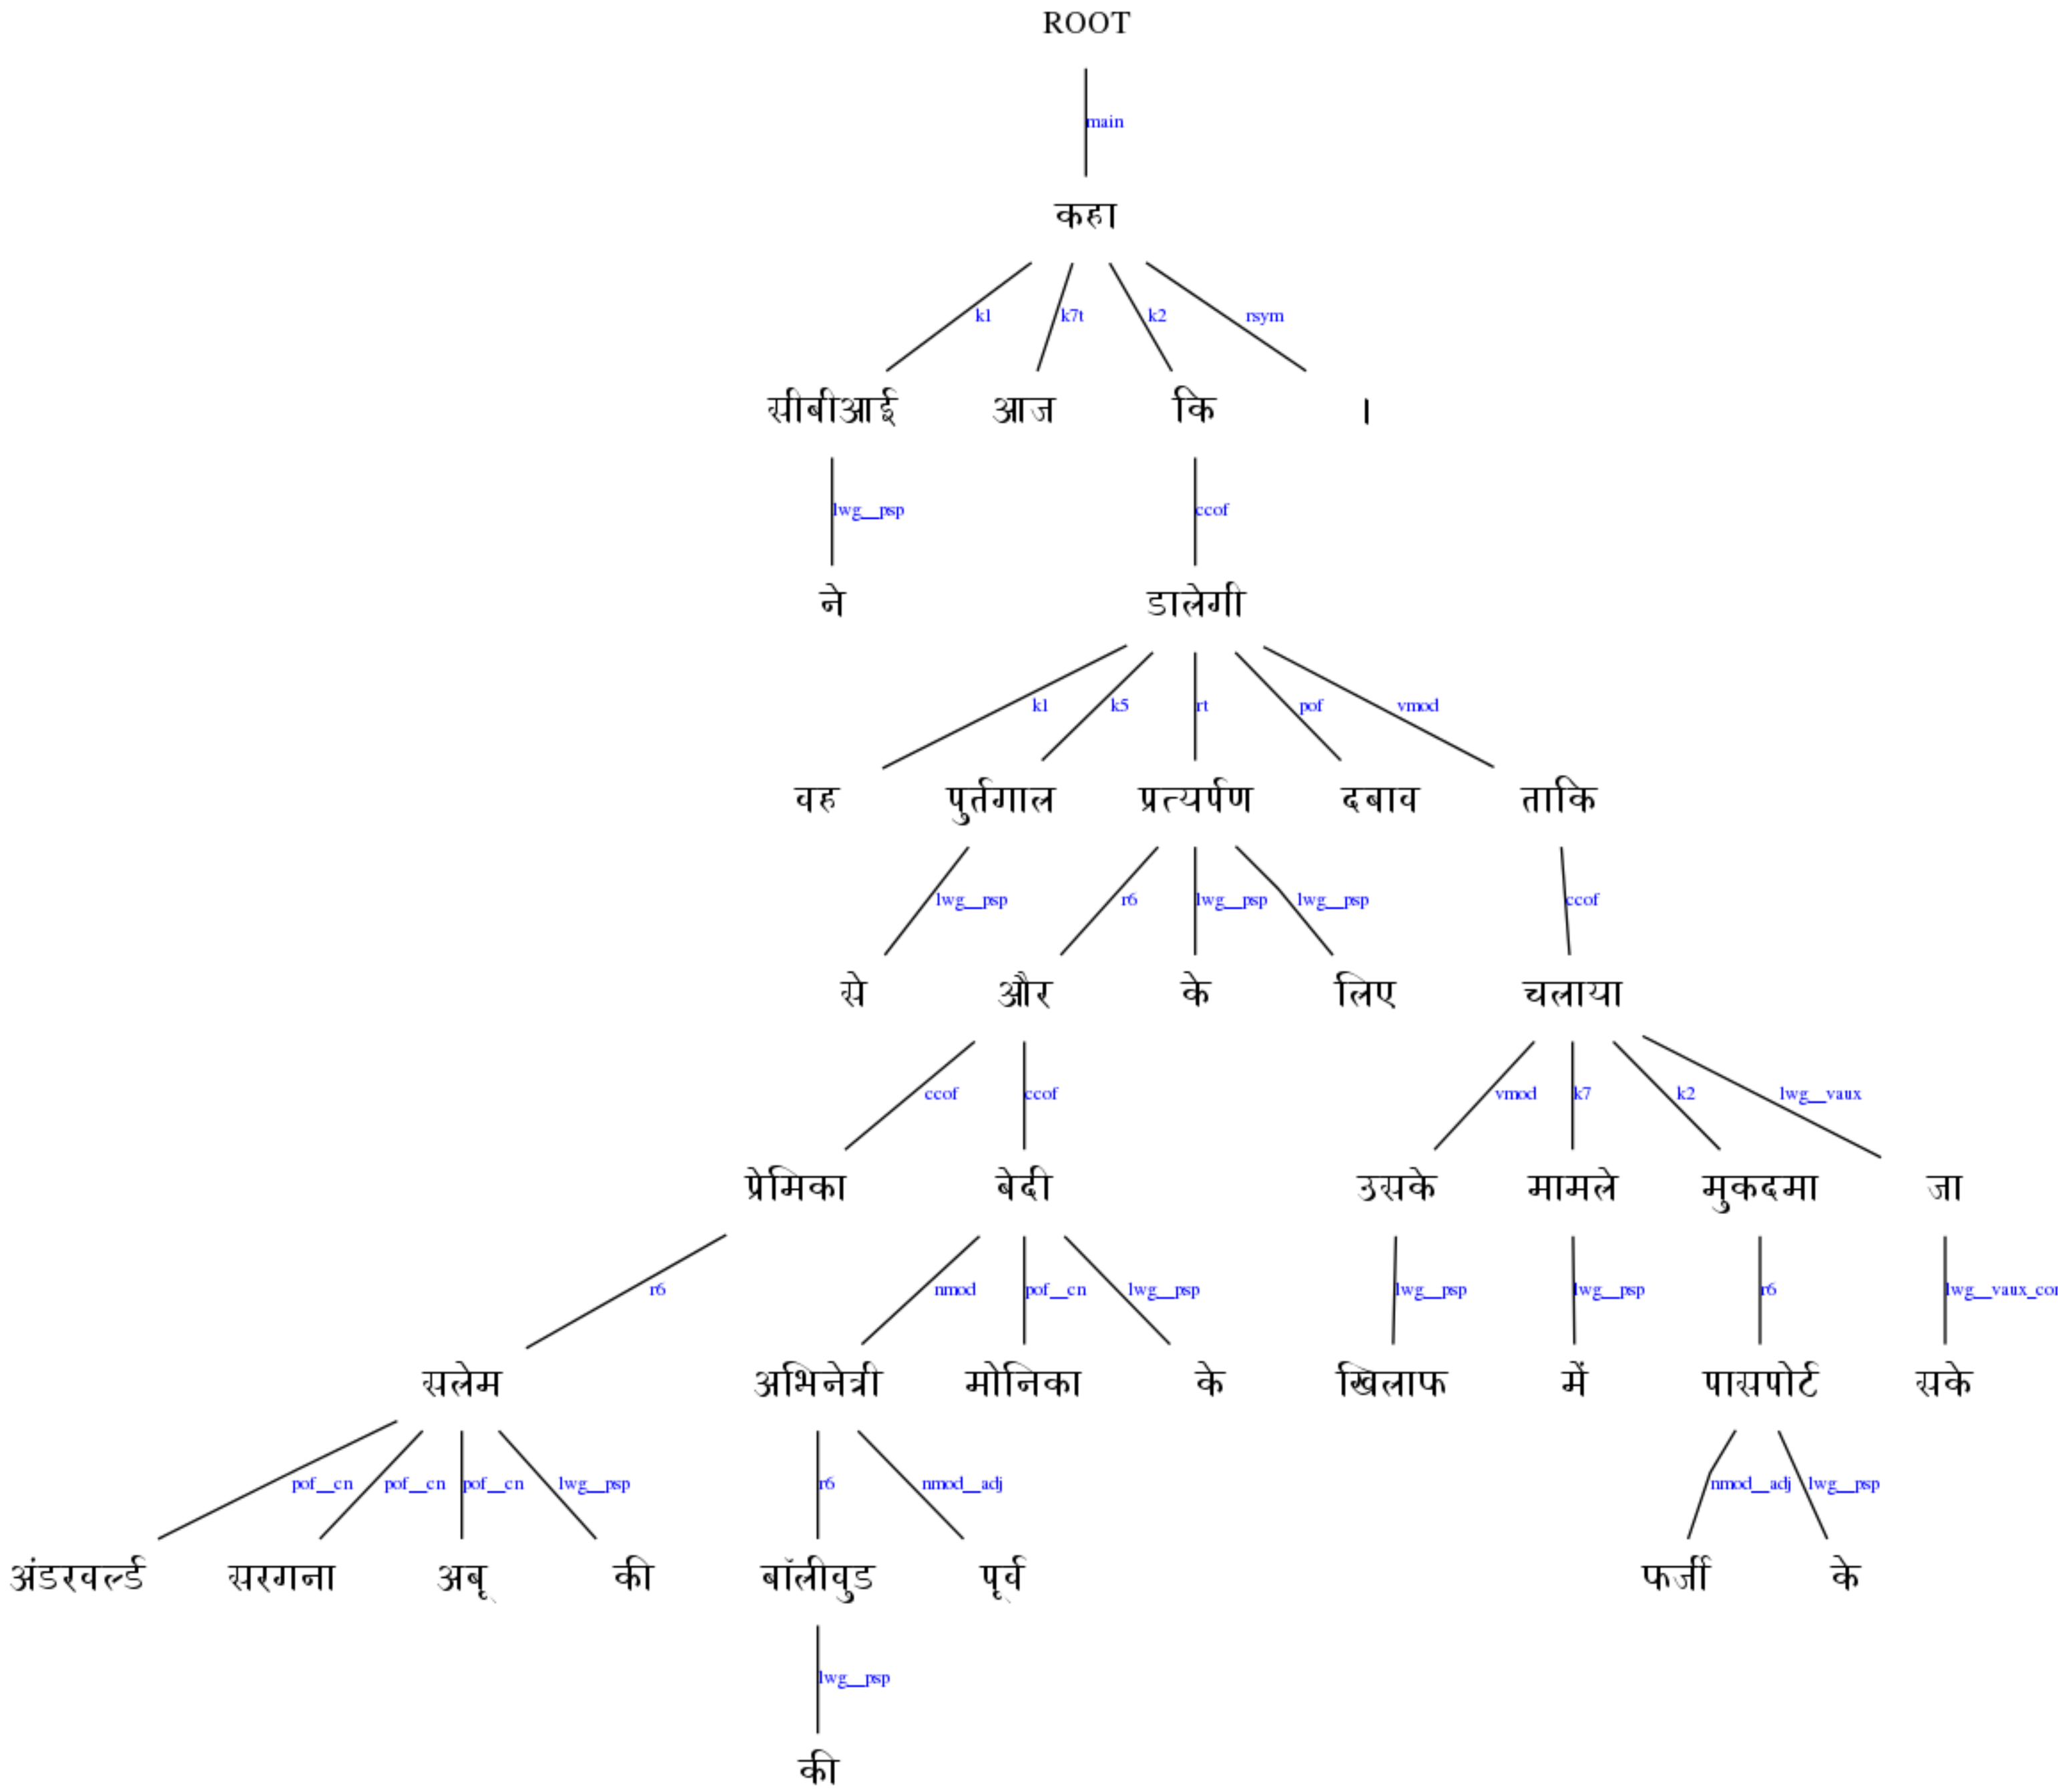 ROOT
main
कहा
k1 k7t k2 rsym
सीबीआई आज कि ।
lwg__psp ccof
ने डालेगी
k1 k5 rt pof vmod
वह पुर्तगाल प्रत्यर्पण दबाव ताकि
lwg__psp r6 lwg__psp lwg__psp ccof
से और के लिए चलाया
ccof ccof vmod k7 k2 lwg__vaux
प्रेमिका बेदी उसके मामले मुकदमा जा
r6 nmod pof__cn lwg__psp lwg__psp lwg__psp r6 lwg__vaux_cor
सलेम अभिनेत्री मोनिका के खिलाफ में पासपोर्ट सके
pof__cn pof__cn pof__cn lwg__psp r6 nmod__adj nmod__adj lwg__psp
अंडरवर्ल्ड सरगना अबू की बॉलीवुड पूर्व फर्जी के
lwg__psp
की